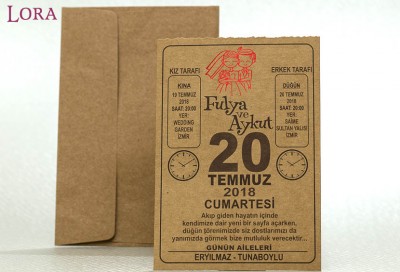 LORA
KIZ TARAFI
ERKEK TARAFI
KINA
19 TEMMUZ
2018
SAAT: 20:00
YER:
WEDDING
GARDEN
İZMİR
Fulya
ve
Aykut
DÜĞÜN
20 TEMMUZ
2018
SAAT: 20:00
YER:
SAİME
SULTAN YALISI
İZMİR
20
TEMMUZ
2018
CUMARTESİ
Akıp giden hayatın içinde
kendimize dair yeni bir sayfa açarken,
düğün törenimizde siz dostlarımızı da
yanımızda görmek bize mutluluk verecektir...
GÜNÜN AİLELERİ
ERYILMAZ - TUNABOYLU